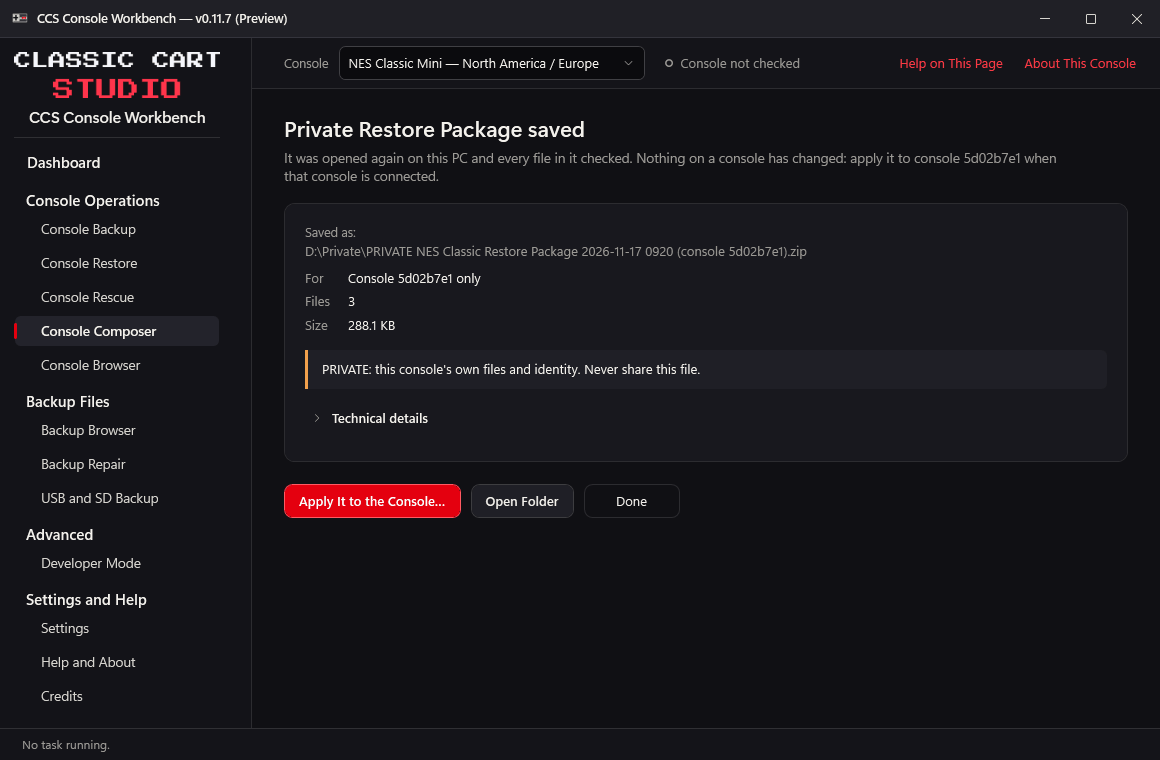 CCS Console Workbench — v0.11.7 (Preview)
CLASSIC CART
STUDIO
CCS Console Workbench
Dashboard
Console Operations
Console Backup
Console Restore
Console Rescue
Console Composer
Console Browser
Backup Files
Backup Browser
Backup Repair
USB and SD Backup
Advanced
Developer Mode
Settings and Help
Settings
Help and About
Credits
Console
NES Classic Mini — North America / Europe
Console not checked
Help on This Page
About This Console
Private Restore Package saved
It was opened again on this PC and every file in it checked. Nothing on a console has changed: apply it to console 5d02b7e1 when
that console is connected.
Saved as:
D:\Private\PRIVATE NES Classic Restore Package 2026-11-17 0920 (console 5d02b7e1).zip
For Console 5d02b7e1 only
Files 3
Size 288.1 KB
PRIVATE: this console's own files and identity. Never share this file.
Technical details
Apply It to the Console...
Open Folder
Done
No task running.